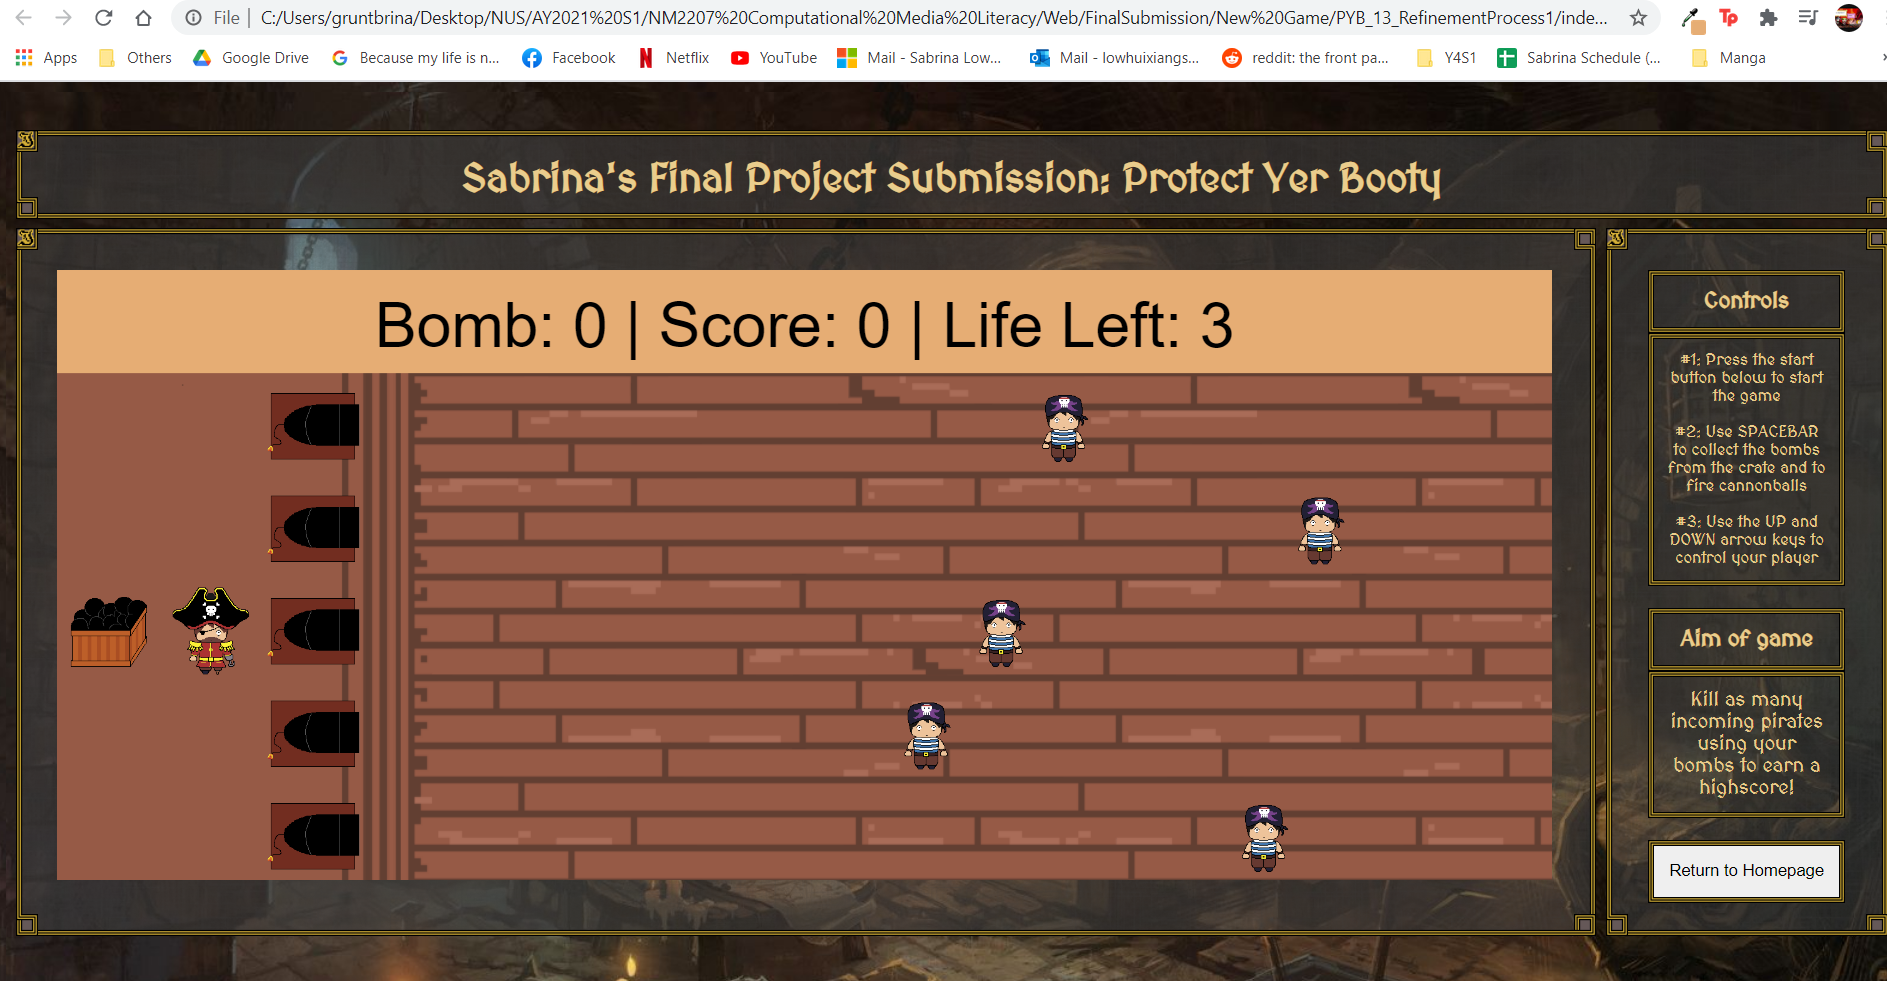 File | C:/Users/gruntbrina/Desktop/NUS/AY2021%20S1/NM2207%20Computational%20Media%20Literacy/Web/FinalSubmission/New%20Game/PYB_13_RefinementProcess1/inde...
Tp
Apps Others Google Drive Because my life is n... Facebook Netflix YouTube Mail - Sabrina Low... Mail - lowhuixiangs... reddit: the front pa... Y4S1 Sabrina Schedule (... Manga
Sabrina's Final Project Submission: Protect Yer Booty
Bomb: 0 | Score: 0 | Life Left: 3
Controls
#1: Press the start
button below to start
the game
#2: Use SPACEBAR
to collect the bombs
from the crate and to
fire cannonballs
#3: Use the UP and
DOWN arrow keys to
control your player
Aim of game
Kill as many
incoming pirates
using your
bombs to earn a
highscore!
Return to Homepage